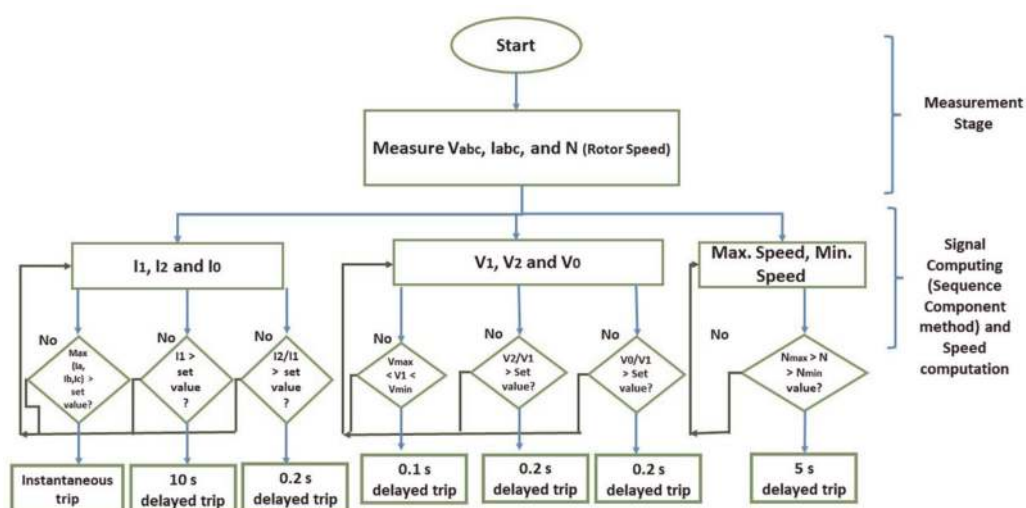 Start
Measurement
Stage
Measure Vabc, Iabc, and N (Rotor Speed)
I1, I2 and I0
V1, V2 and V0
Max. Speed, Min.
Speed
Signal
Computing
(Sequence
Component
method) and
Speed
computation
No
Max
(Ia,
Ib,Ic) >
set
value?
No
I1 >
set
value
?
No
I2/I1
> set
value
?
No
Vmax
< V1 <
Vmin
No
V2/V1
> Set
value?
No
V0/V1
> Set
value?
No
Nmax > N
> Nmin
value?
Instantaneous
trip
10 s
delayed trip
0.2 s
delayed trip
0.1 s
delayed trip
0.2 s
delayed trip
0.2 s
delayed trip
5 s
delayed trip